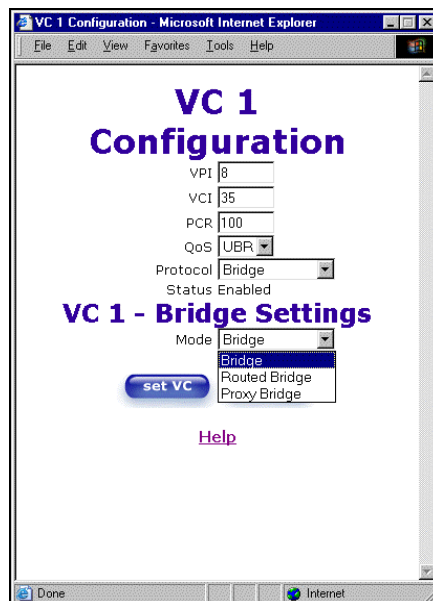 VC 1 Configuration - Microsoft Internet Explorer
File Edit View Favorites Tools Help
VC 1
Configuration
VPI 8
VCI 35
PCR 100
QoS UBR
Protocol Bridge
Status Enabled
VC 1 - Bridge Settings
Mode Bridge
Bridge
Routed Bridge
Proxy Bridge
set VC
Help
Done Internet